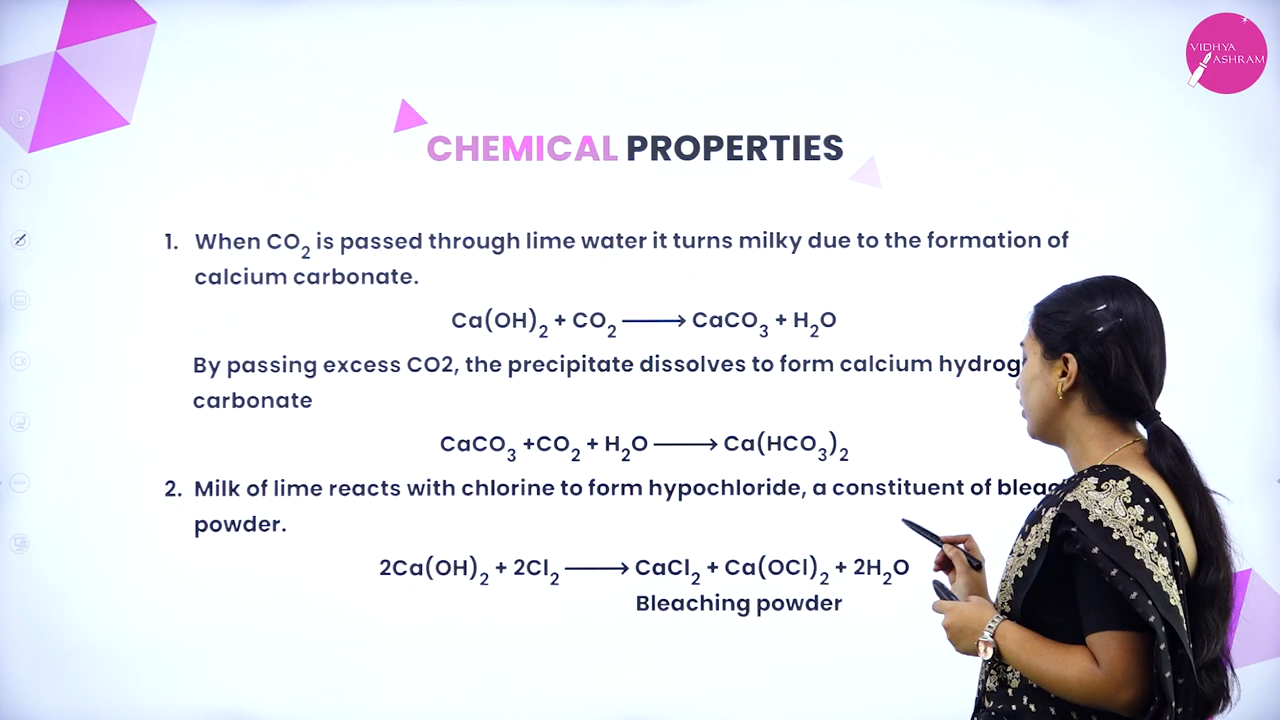 VIDHYA
ASHRAM
CHEMICAL PROPERTIES
1. When CO₂ is passed through lime water it turns milky due to the formation of
calcium carbonate.
Ca(OH)₂ + CO₂ ⟶ CaCO₃ + H₂O
By passing excess CO2, the precipitate dissolves to form calcium
carbonate
CaCO₃ +CO₂ + H₂O ⟶ Ca(HCO₃)₂
2. Milk of lime reacts with chlorine to form hypochloride, a constituent of
powder.
2Ca(OH)₂ + 2Cl₂ ⟶ CaCl₂ + Ca(OCl)₂ + 2H₂O
Bleaching powder